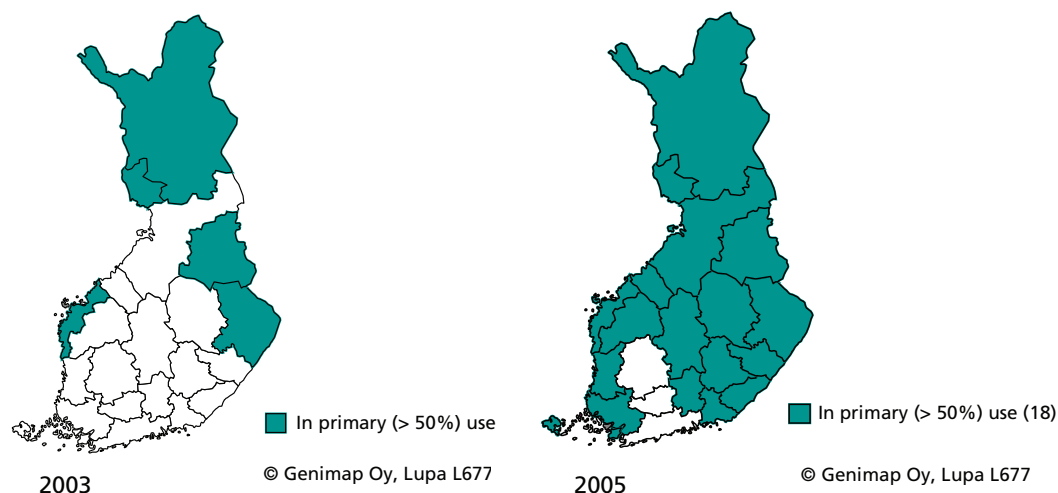 In primary (> 50%) use
© Genimap Oy, Lupa L677
2003
In primary (> 50%) use (18)
© Genimap Oy, Lupa L677
2005